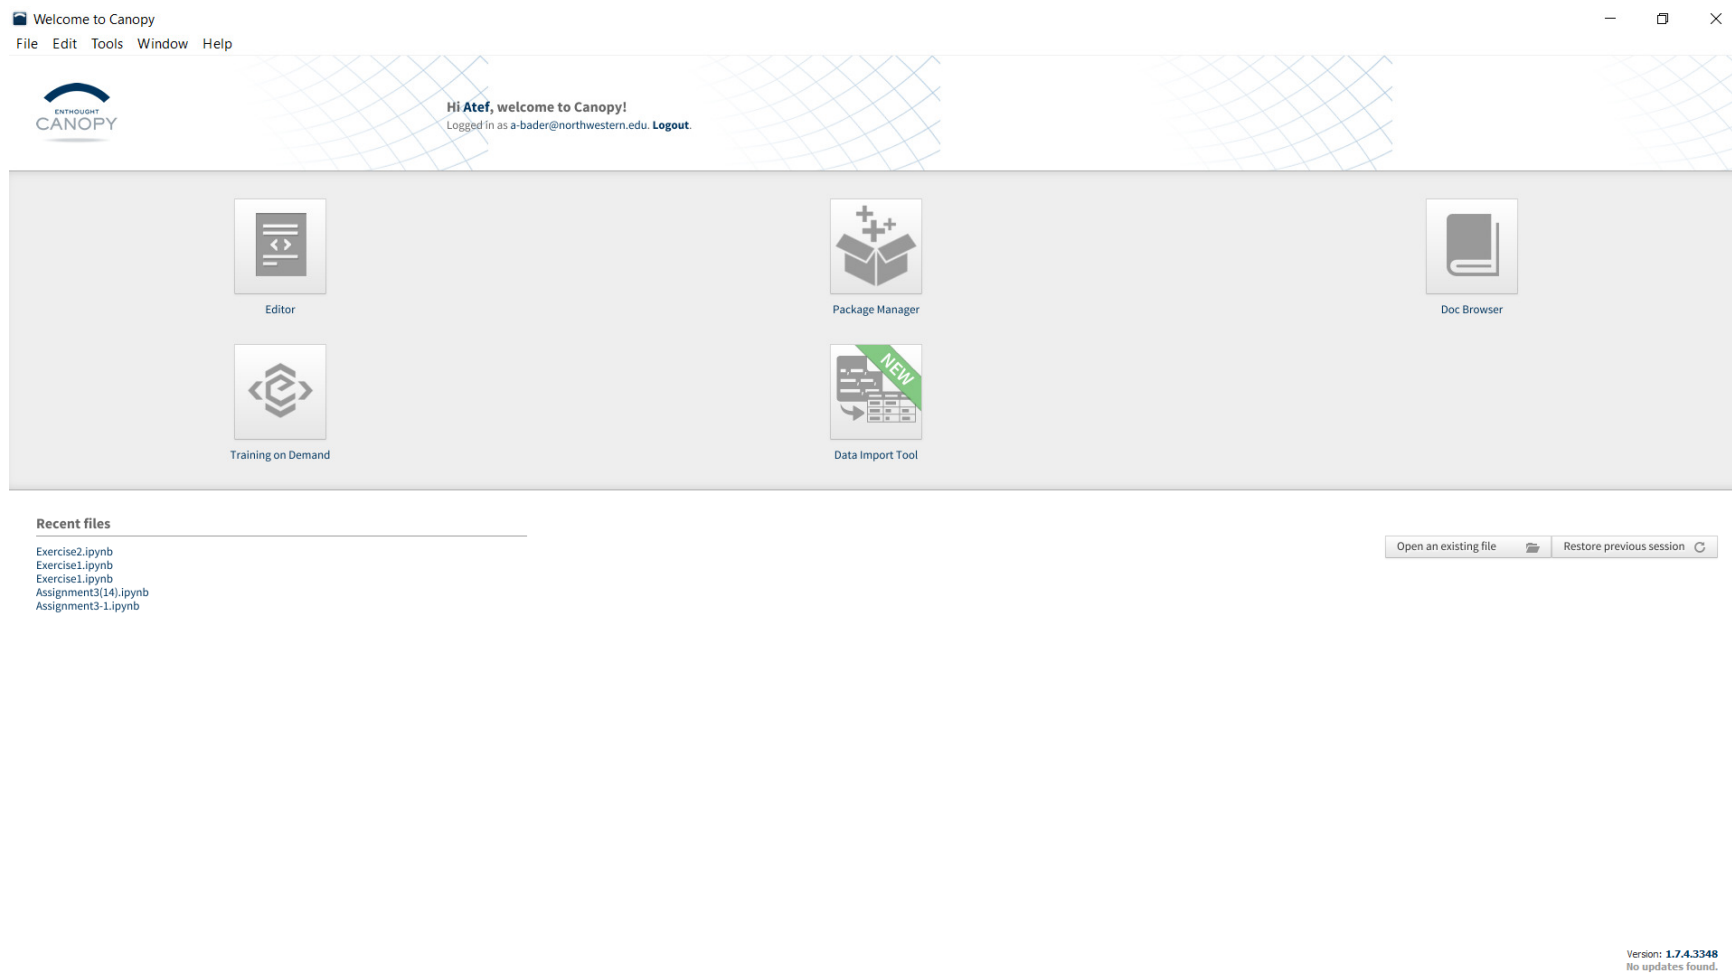 Welcome to Canopy
File Edit Tools Window Help
ENTHOUGHT
CANOPY
Hi Atef, welcome to Canopy!
Logged in as a-bader@northwestern.edu. Logout.
Editor
Package Manager
Doc Browser
NEW
Training on Demand
Data Import Tool
Recent files
Exercise2.ipynb
Exercise1.ipynb
Exercise1.ipynb
Assignment3(14).ipynb
Assignment3-1.ipynb
Open an existing file
Restore previous session
Version: 1.7.4.3348
No updates found.